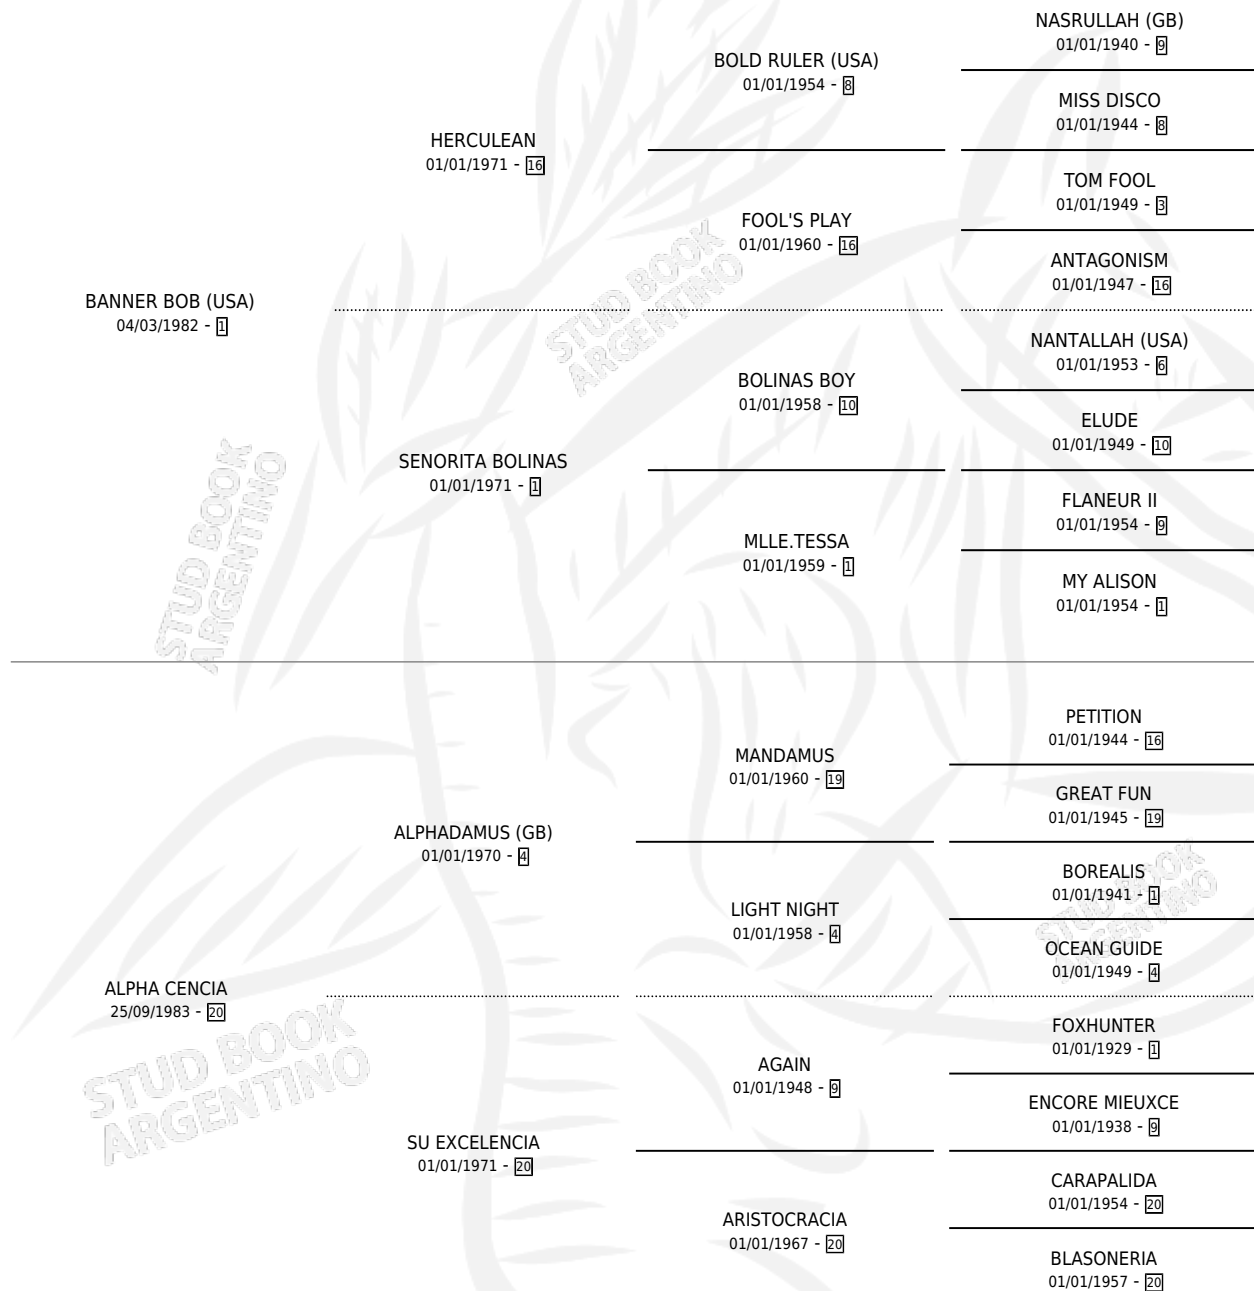 NASRULLAH (GB)
01/01/1940 - 9
BOLD RULER (USA)
01/01/1954 - 8
MISS DISCO
01/01/1944 - 8
HERCULEAN
01/01/1971 - 16
TOM FOOL
01/01/1949 - 3
FOOL'S PLAY
01/01/1960 - 16
ANTAGONISM
01/01/1947 - 16
BANNER BOB (USA)
04/03/1982 - 1
NANTALLAH (USA)
01/01/1953 - 6
BOLINAS BOY
01/01/1958 - 10
ELUDE
01/01/1949 - 10
SENORITA BOLINAS
01/01/1971 - 1
FLANEUR II
01/01/1954 - 9
MLLE.TESSA
01/01/1959 - 1
MY ALISON
01/01/1954 - 1
PETITION
01/01/1944 - 16
MANDAMUS
01/01/1960 - 19
GREAT FUN
01/01/1945 - 19
ALPHADAMUS (GB)
01/01/1970 - 4
BOREALIS
01/01/1941 - 1
LIGHT NIGHT
01/01/1958 - 4
OCEAN GUIDE
01/01/1949 - 4
ALPHA CENCIA
25/09/1983 - 20
FOXHUNTER
01/01/1929 - 1
AGAIN
01/01/1948 - 9
ENCORE MIEUXCE
01/01/1938 - 9
SU EXCELENCIA
01/01/1971 - 20
CARAPALIDA
01/01/1954 - 20
ARISTOCRACIA
01/01/1967 - 20
BLASONERIA
01/01/1957 - 20
STUD BOOK
ARGENTINO
STUD BOOK
ARGENTINO
STUD BOOK
ARGENTINO
STUD BOOK
ARGENTINO